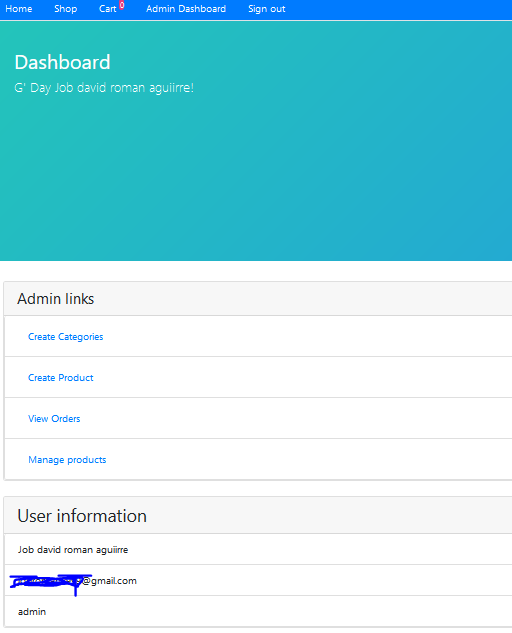 Home Shop Cart 0 Admin Dashboard Sign out
Dashboard
G' Day Job david roman aguiirre!
Admin links
Create Categories
Create Product
View Orders
Manage products
User information
Job david roman aguiirre
@gmail.com
admin